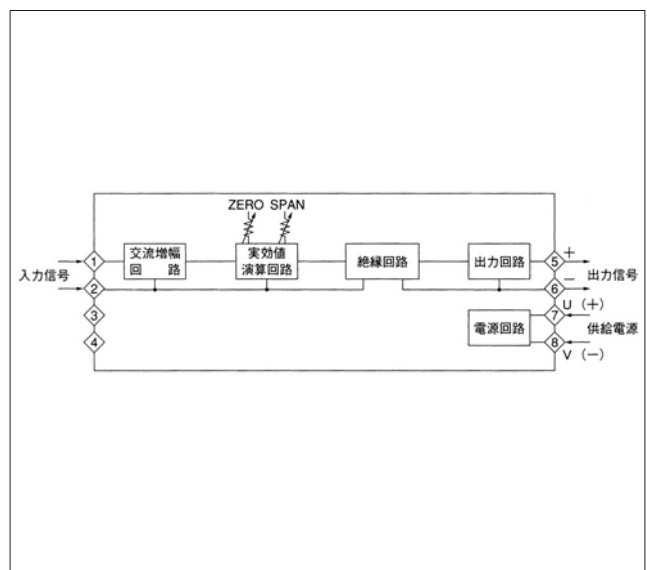 ZERO SPAN
入力信号
1
2
3
4
交流増幅
回 路
実効値
演算回路
絶縁回路
出力回路
電源回路
5
＋
出力信号
6
－
7
U（＋）
供給電源
8
V（－）